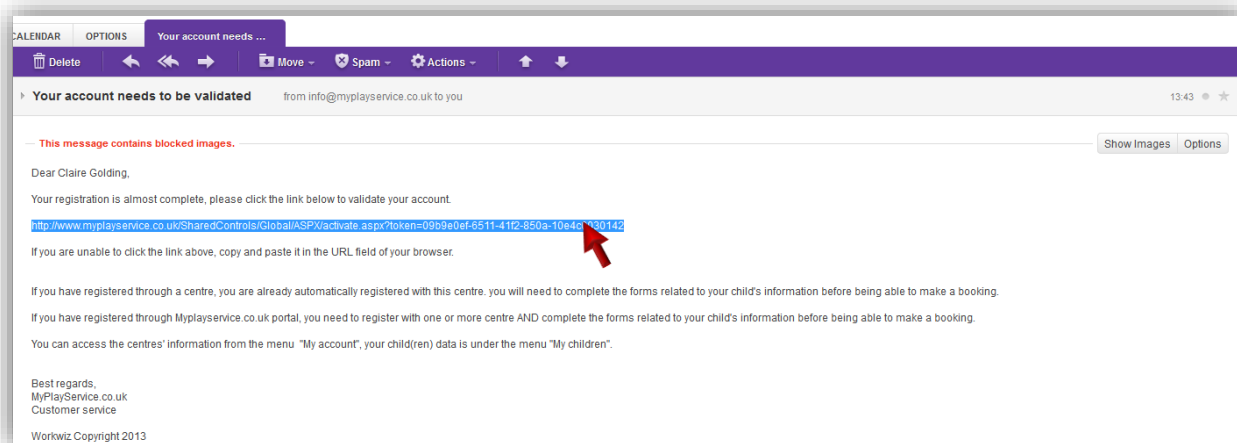 CALENDAR OPTIONS Your account needs ...
Delete Move Spam Actions
Your account needs to be validated from info@myplayservice.co.uk to you 13:43
This message contains blocked images. Show Images Options
Dear Claire Golding,
Your registration is almost complete, please click the link below to validate your account.
If you are unable to click the link above, copy and paste it in the URL field of your browser.
If you have registered through a centre, you are already automatically registered with this centre. you will need to complete the forms related to your child's information before being able to make a booking.
If you have registered through Myplayservice.co.uk portal, you need to register with one or more centre AND complete the forms related to your child's information before being able to make a booking.
You can access the centres' information from the menu "My account", your child(ren) data is under the menu "My children".
Best regards,
MyPlayService.co.uk
Customer service
Workwiz Copyright 2013